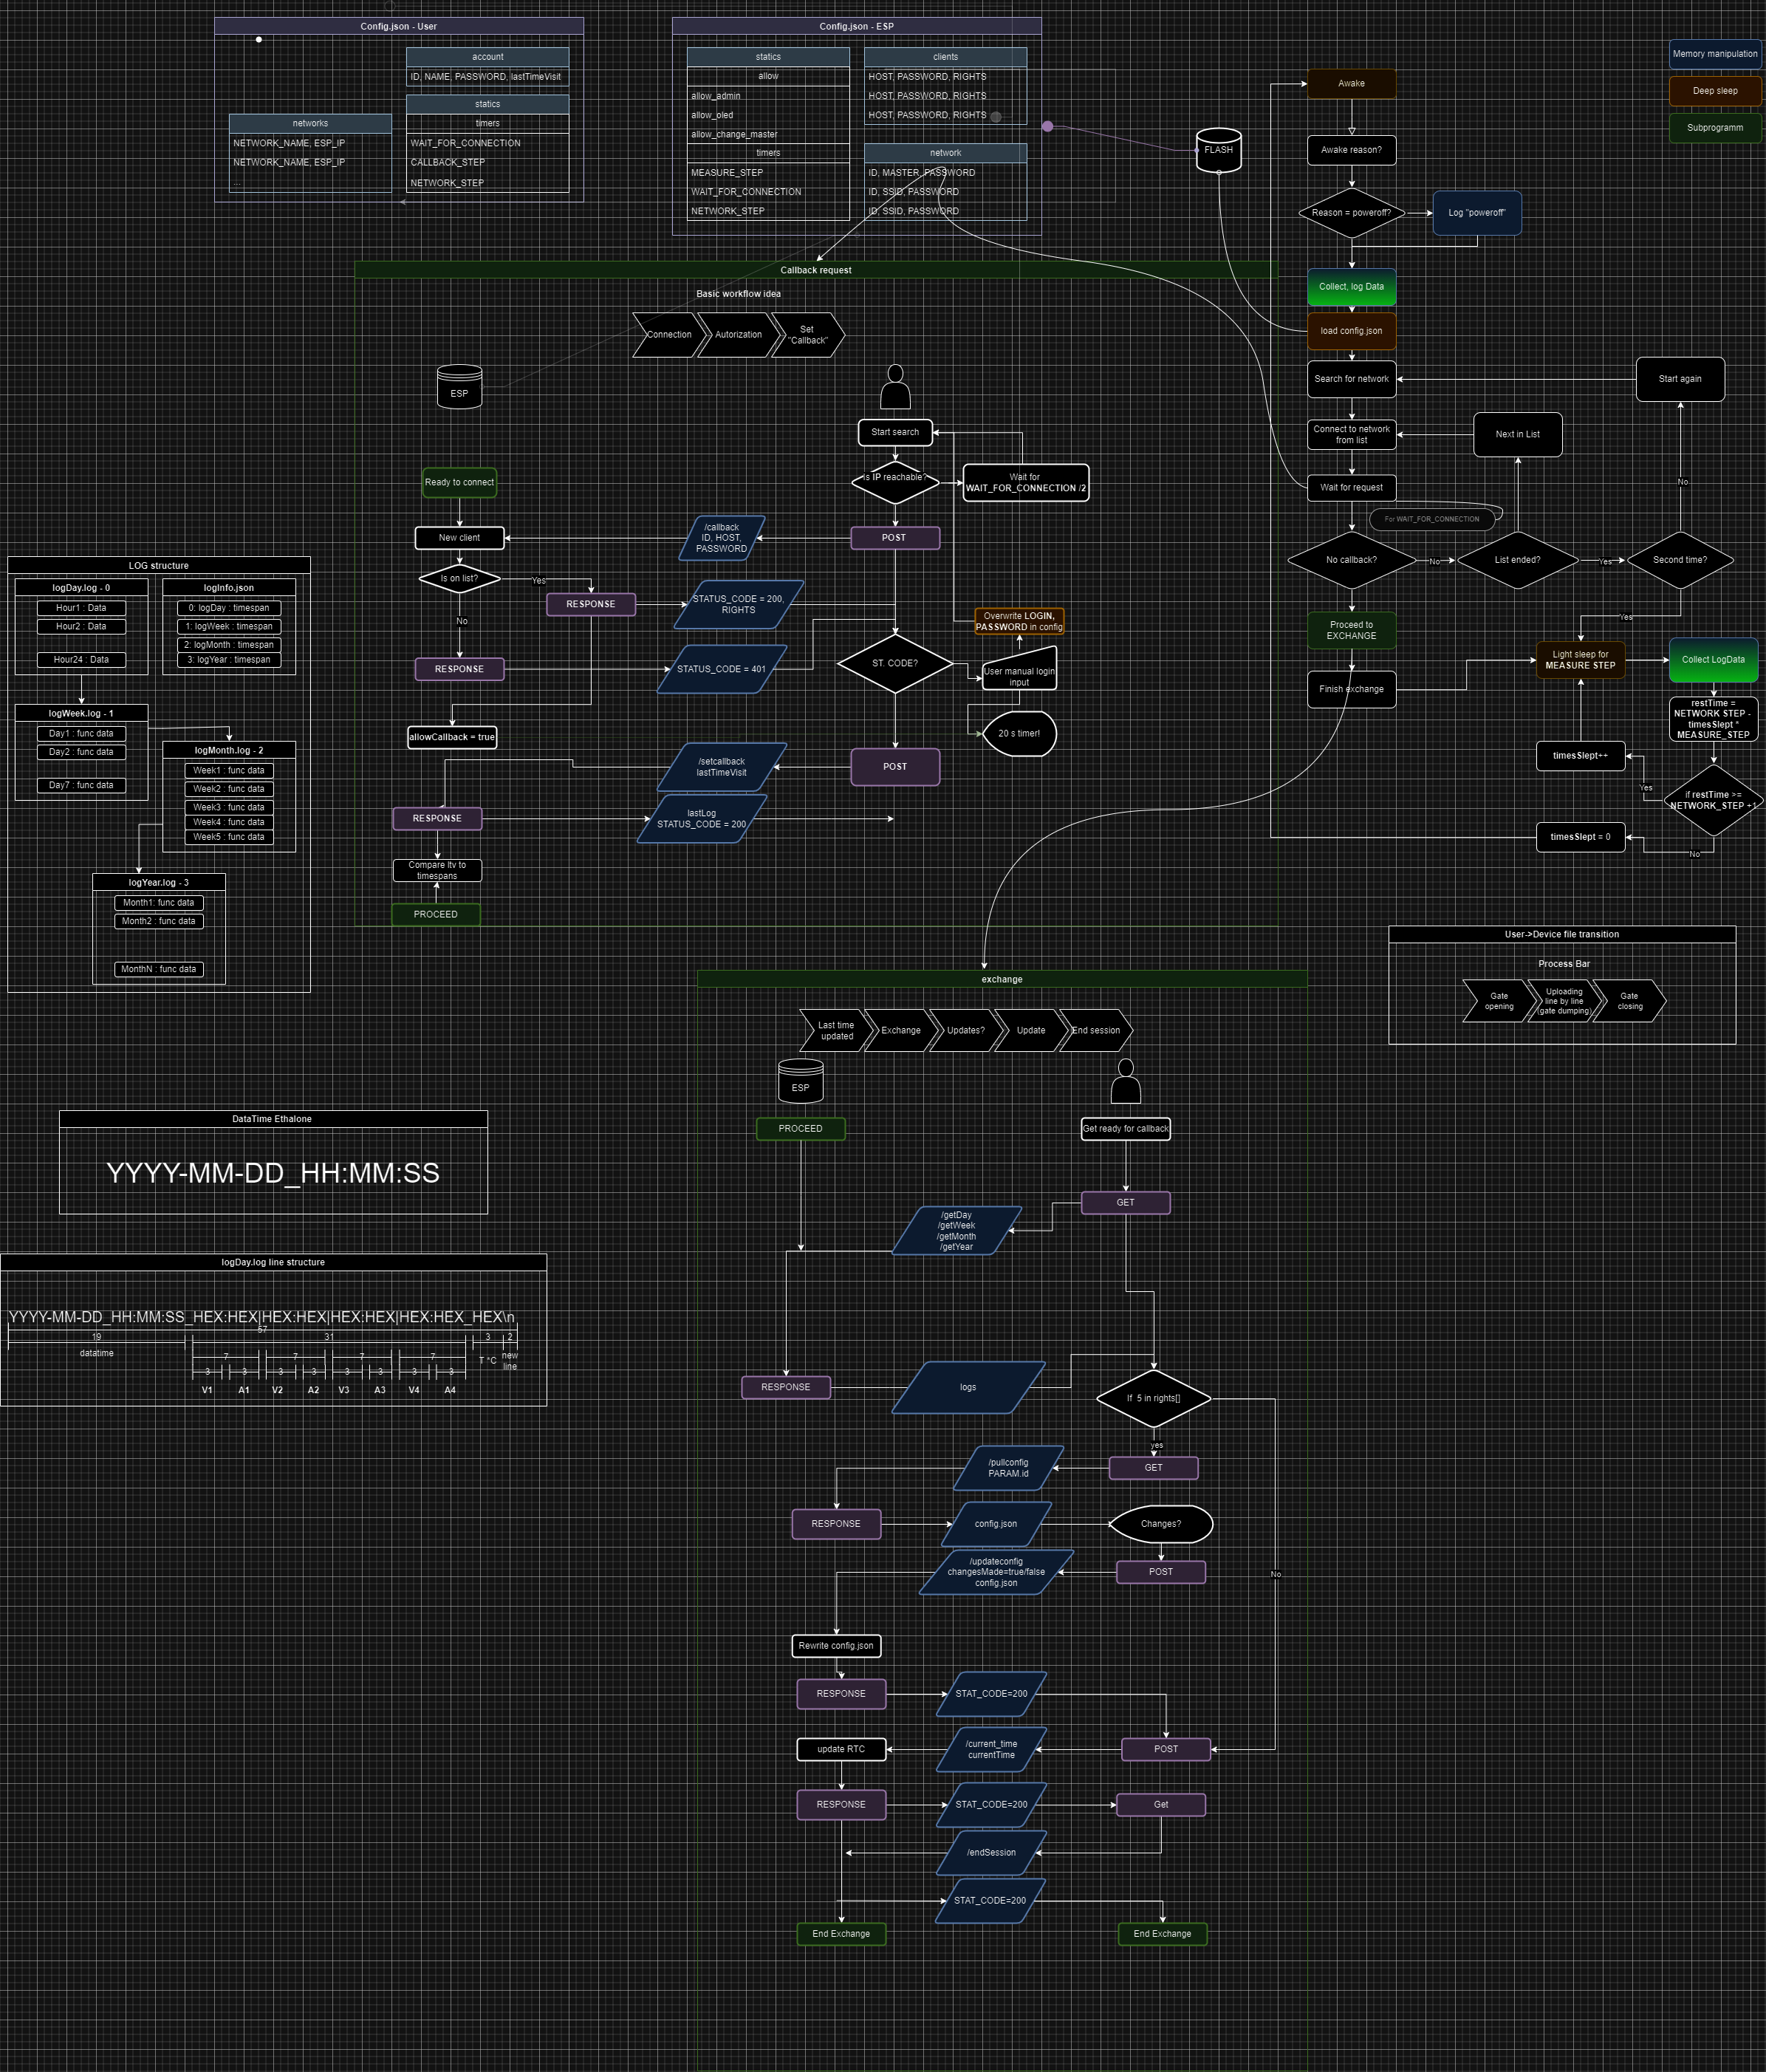 Config.json - User
account
ID, NAME, PASSWORD, lastTimeVisit
statics
timers
WAIT_FOR_CONNECTION
CALLBACK_STEP
NETWORK_STEP
networks
NETWORK_NAME, ESP_IP
NETWORK_NAME, ESP_IP
...
Config.json - ESP
statics
allow
allow_admin
allow_oled
allow_change_master
timers
MEASURE_STEP
WAIT_FOR_CONNECTION
NETWORK_STEP
clients
HOST, PASSWORD, RIGHTS
HOST, PASSWORD, RIGHTS
HOST, PASSWORD, RIGHTS
network
ID, MASTER, PASSWORD
ID, SSID, PASSWORD
ID, SSID, PASSWORD
FLASH
Memory manipulation
Deep sleep
Subprogramm
Awake
Awake reason?
Reason = poweroff?
Log "poweroff"
Collect, log Data
load config.json
Search for network
Start again
Connect to network
from list
Next in List
Wait for request
For WAIT_FOR_CONNECTION
No callback?
No
List ended?
Yes
Second time?
No
Yes
Proceed to
EXCHANGE
Finish exchange
Light sleep for
MEASURE STEP
Collect LogData
restTime =
NETWORK STEP -
timesSlept *
MEASURE_STEP
timesSlept++
Yes
if restTime >=
NETWORK_STEP +1
timesSlept = 0
No
Callback request
Basic workflow idea
Connection
Autorization
Set
"Callback"
ESP
Start search
Ready to connect
is IP reachable?
Wait for
WAIT_FOR_CONNECTION /2
New client
/callback
ID, HOST,
PASSWORD
POST
Is on list?
Yes
No
RESPONSE
STATUS_CODE = 200,
RIGHTS
Overwrite LOGIN,
PASSWORD in config
RESPONSE
STATUS_CODE = 401
ST. CODE?
User manual login
input
20 s timer!
allowCallback = true
/setcallback
lastTimeVisit
POST
RESPONSE
lastLog
STATUS_CODE = 200
Compare ltv to
timespans
PROCEED
LOG structure
logDay.log - 0
Hour1 : Data
Hour2 : Data
Hour24 : Data
logInfo.json
0: logDay : timespan
1: logWeek : timespan
2: logMonth : timespan
3: logYear : timespan
logWeek.log - 1
Day1 : func data
Day2 : func data
Day7 : func data
logMonth.log - 2
Week1 : func data
Week2 : func data
Week3 : func data
Week4 : func data
Week5 : func data
logYear.log - 3
Month1: func data
Month2 : func data
MonthN : func data
User->Device file transition
Process Bar
Gate
opening
Uploading
line by line
(gate dumping)
Gate
closing
exchange
Last time
updated
Exchange
Updates?
Update
End session
ESP
PROCEED
Get ready for callback
GET
/getDay
/getWeek
/getMonth
/getYear
RESPONSE
logs
If 5 in rights[]
yes
No
/pullconfig
PARAM.id
GET
RESPONSE
config.json
Changes?
/updateconfig
changesMade=true/false
config.json
POST
Rewrite config.json
RESPONSE
STAT_CODE=200
update RTC
/current_time
currentTime
POST
RESPONSE
STAT_CODE=200
Get
/endSession
STAT_CODE=200
End Exchange
End Exchange
DataTime Ethalone
YYYY-MM-DD_HH:MM:SS
logDay.log line structure
YYYY-MM-DD_HH:MM:SS_HEX:HEX|HEX:HEX|HEX:HEX|HEX:HEX_HEX\n
57
19
31
3
2
datatime
7
7
7
7
T °C
new
line
3
3
3
3
3
3
3
3
V1
A1
V2
A2
V3
A3
V4
A4